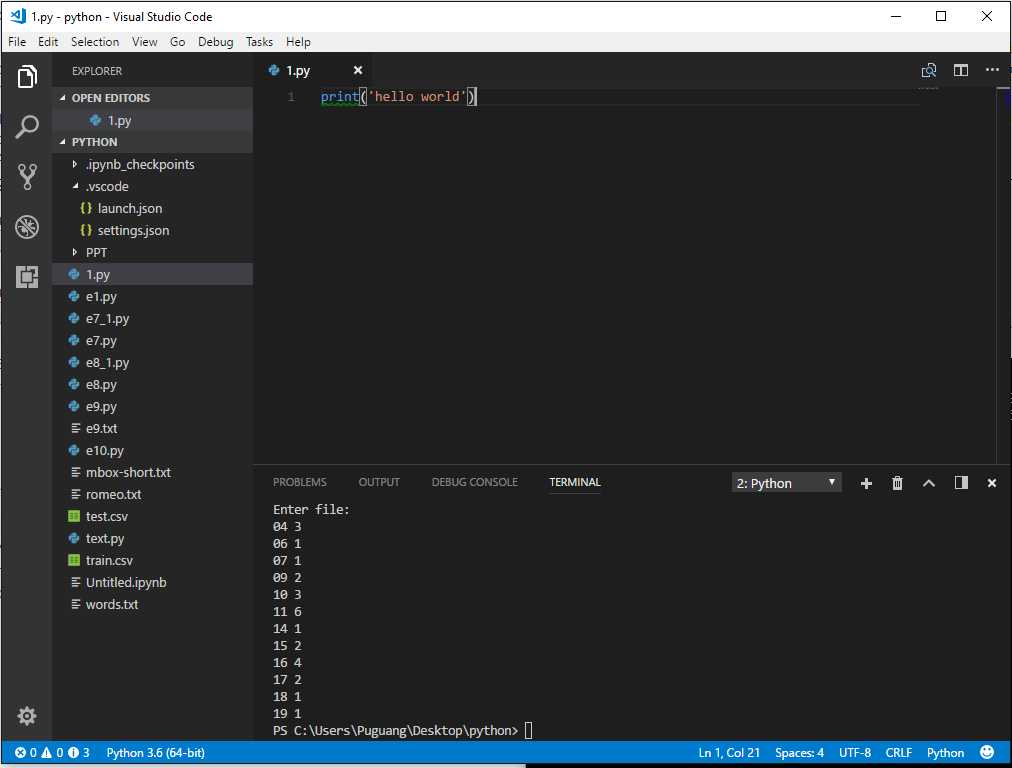 1.py - python - Visual Studio Code
File Edit Selection View Go Debug Tasks Help
EXPLORER
OPEN EDITORS
1.py
PYTHON
.ipynb_checkpoints
.vscode
{} launch.json
{} settings.json
PPT
1.py
e1.py
e7_1.py
e7.py
e8_1.py
e8.py
e9.py
e9.txt
e10.py
mbox-short.txt
romeo.txt
test.csv
text.py
train.csv
Untitled.ipynb
words.txt
1.py
1 print('hello world')
PROBLEMS OUTPUT DEBUG CONSOLE TERMINAL 2: Python
Enter file:
04 3
06 1
07 1
09 2
10 3
11 6
14 1
15 2
16 4
17 2
18 1
19 1
PS C:\Users\Puguang\Desktop\python>
0 0 3 Python 3.6 (64-bit) Ln 1, Col 21 Spaces: 4 UTF-8 CRLF Python